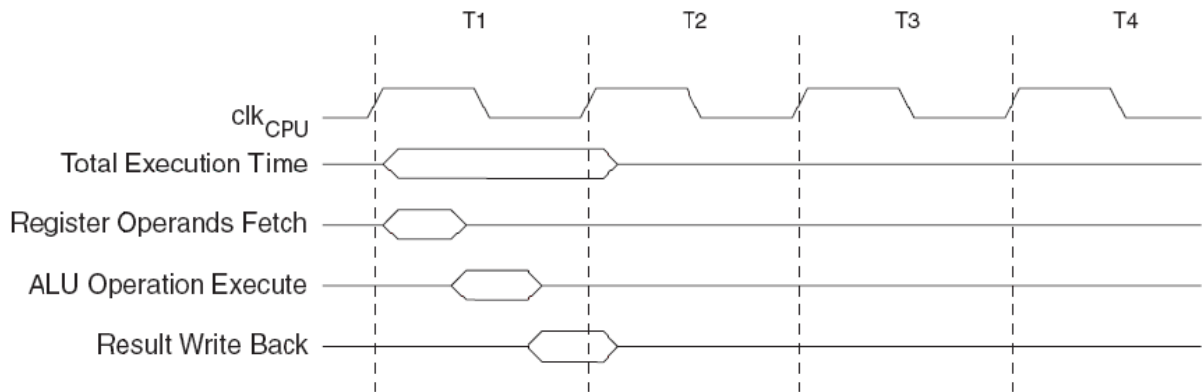 T1 T2 T3 T4
clkCPU
Total Execution Time
Register Operands Fetch
ALU Operation Execute
Result Write Back